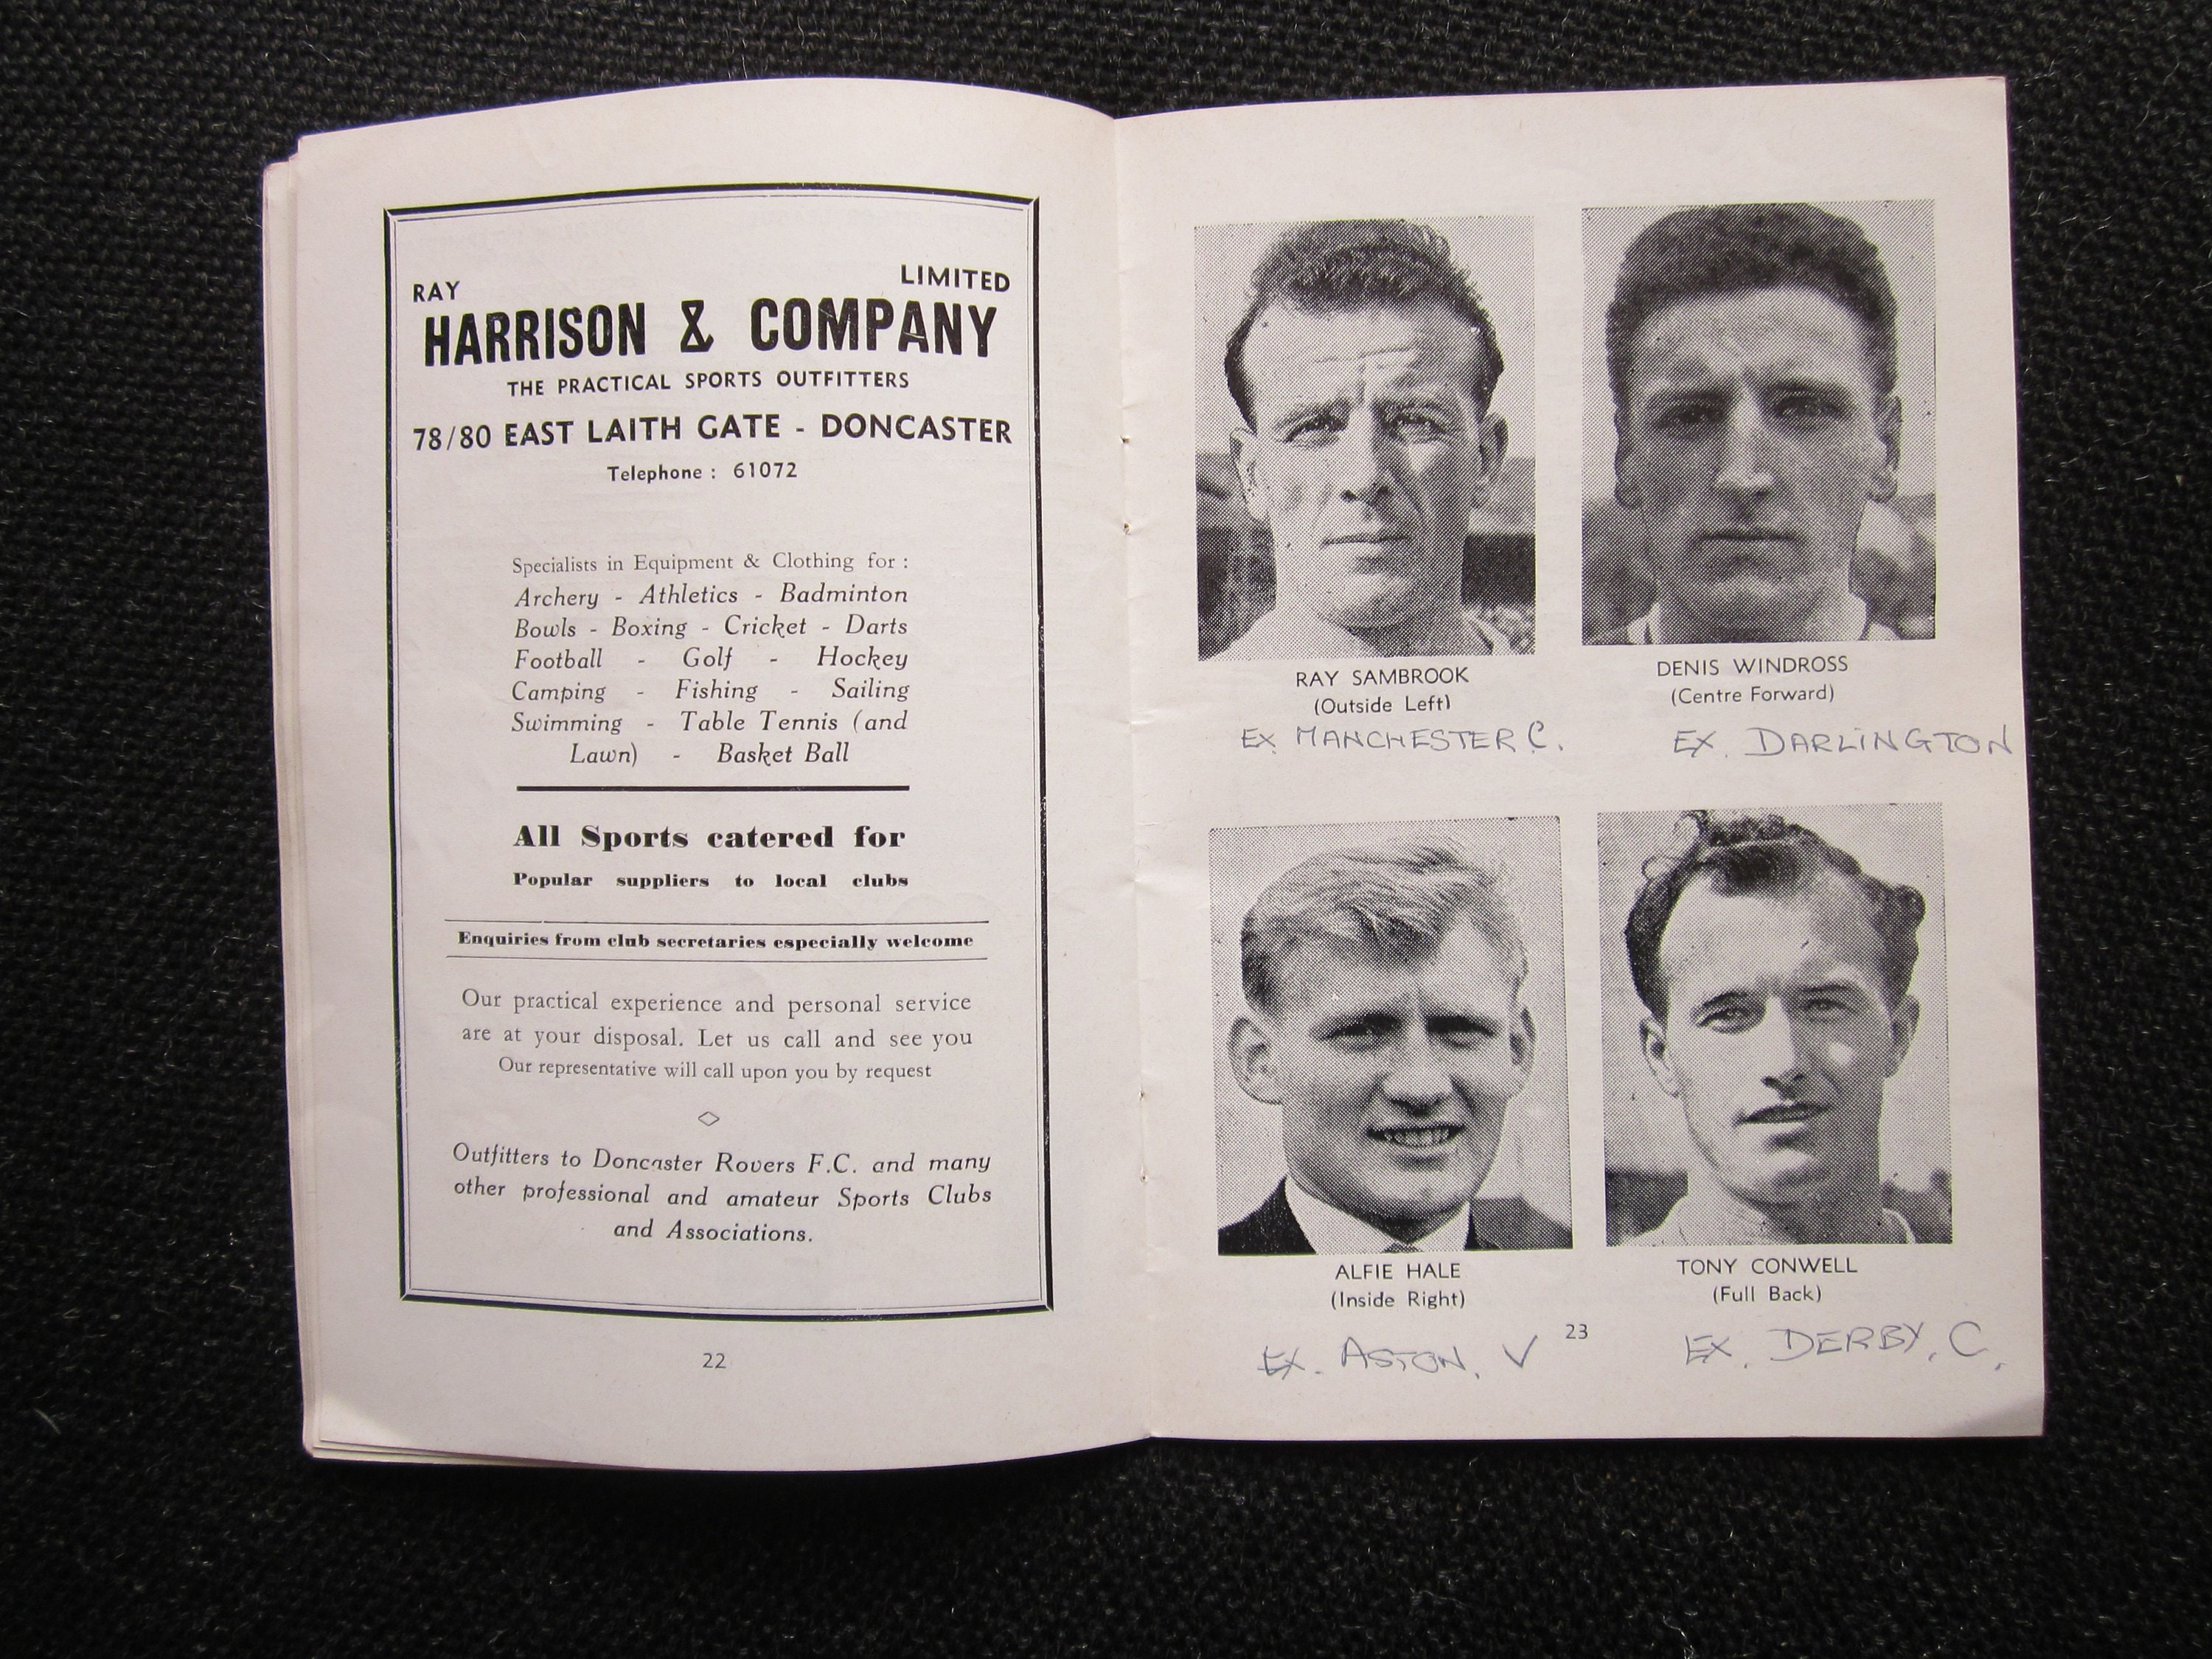 RAY LIMITED
HARRISON & COMPANY
THE PRACTICAL SPORTS OUTFITTERS
78/80 EAST LAITH GATE - DONCASTER
Telephone : 61072
Specialists in Equipment & Clothing for :
Archery - Athletics - Badminton
Bowls - Boxing - Cricket - Darts
Football - Golf - Hockey
Camping - Fishing - Sailing
Swimming - Table Tennis (and
Lawn) - Basket Ball
All Sports catered for
Popular suppliers to local clubs
Enquiries from club secretaries especially welcome
Our practical experience and personal service
are at your disposal. Let us call and see you
Our representative will call upon you by request
Outfitters to Doncaster Rovers F.C. and many
other professional and amateur Sports Clubs
and Associations.
22
RAY SAMBROOK
(Outside Left)
EX MANCHESTER C.
DENIS WINDROSS
(Centre Forward)
EX. DARLINGTON
ALFIE HALE
(Inside Right)
EX. ASTON. V
TONY CONWELL
(Full Back)
EX. DERBY. C.
23